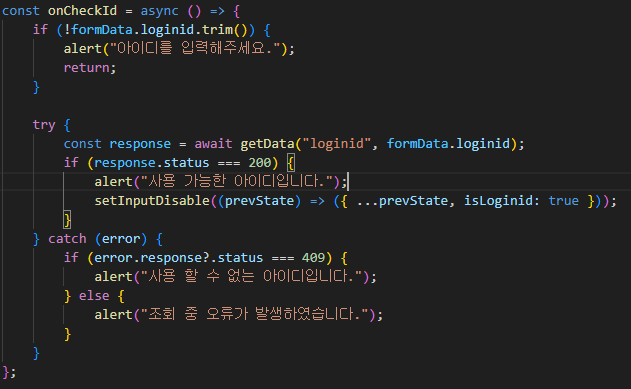 const onCheckId = async () => {
if (!formData.loginid.trim()) {
alert("아이디를 입력해주세요.");
return;
}
try {
const response = await getData("loginid", formData.loginid);
if (response.status === 200) {
alert("사용 가능한 아이디입니다.");
setInputDisable((prevState) => ({ ...prevState, isLoginid: true }));
}
} catch (error) {
if (error.response?.status === 409) {
alert("사용 할 수 없는 아이디입니다.");
} else {
alert("조회 중 오류가 발생하였습니다.");
}
}
};